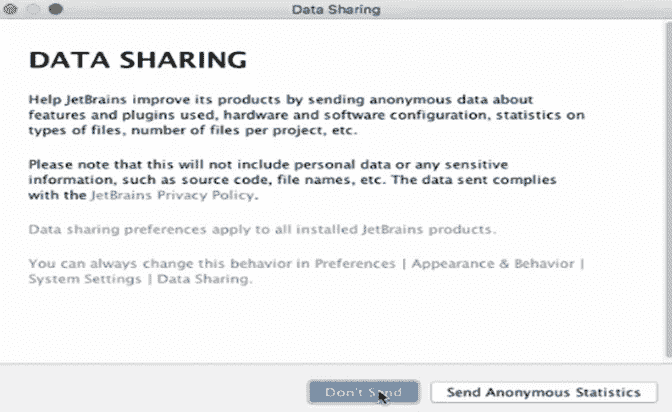 Data Sharing
DATA SHARING
Help JetBrains improve its products by sending anonymous data about
features and plugins used, hardware and software configuration, statistics on
types of files, number of files per project, etc.
Please note that this will not include personal data or any sensitive
information, such as source code, file names, etc. The data sent complies
with the JetBrains Privacy Policy.
Data sharing preferences apply to all installed JetBrains products.
You can always change this behavior in Preferences | Appearance & Behavior |
System Settings | Data Sharing.
Don't Send
Send Anonymous Statistics